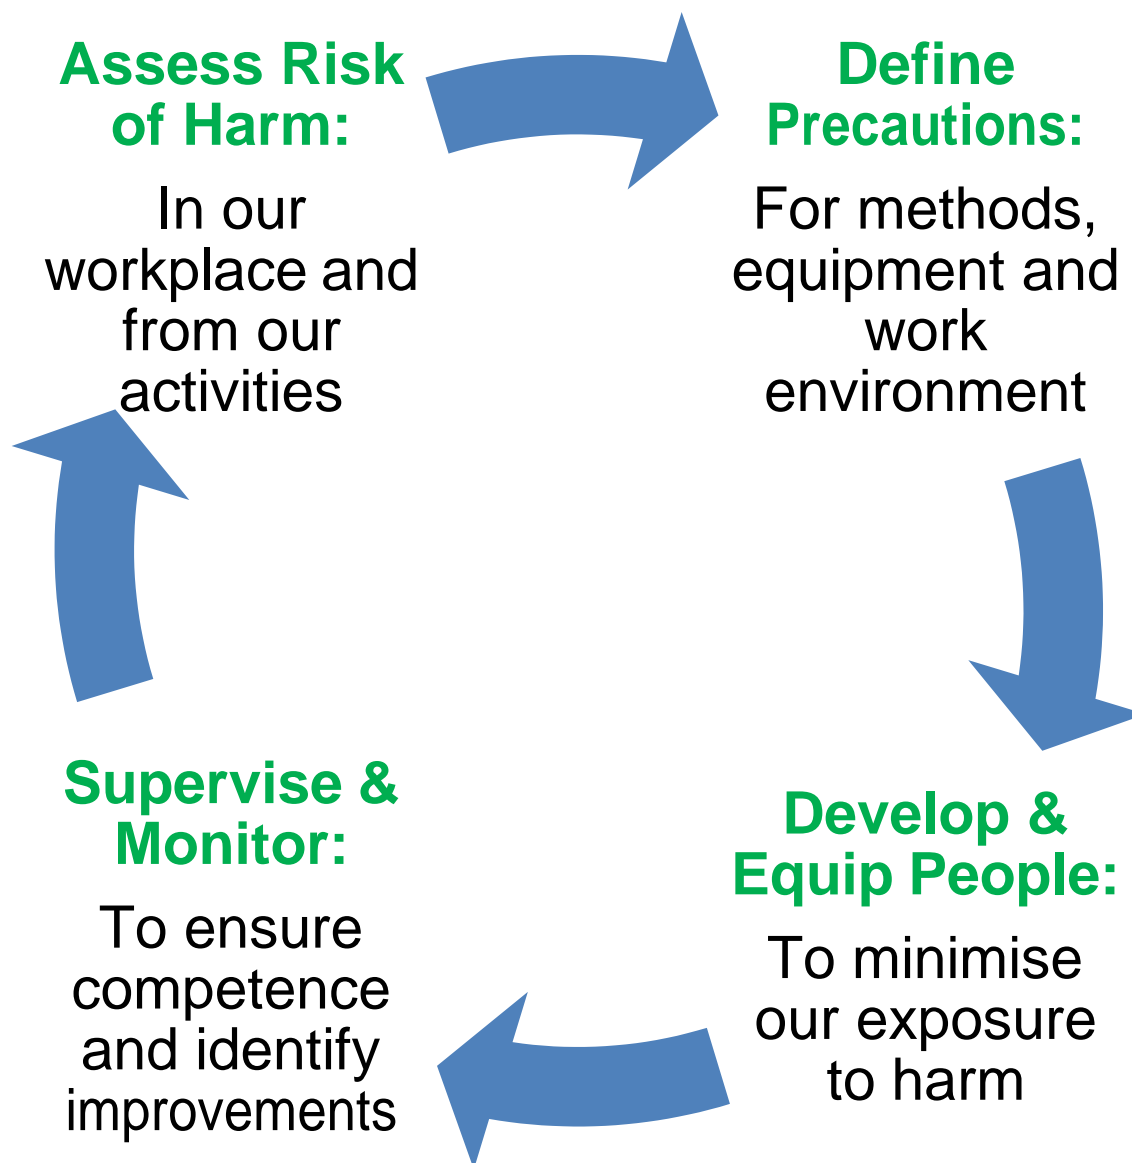 Assess Risk
of Harm:
In our
workplace and
from our
activities
Define
Precautions:
For methods,
equipment and
work
environment
Develop &
Equip People:
To minimise
our exposure
to harm
Supervise &
Monitor:
To ensure
competence
and identify
improvements